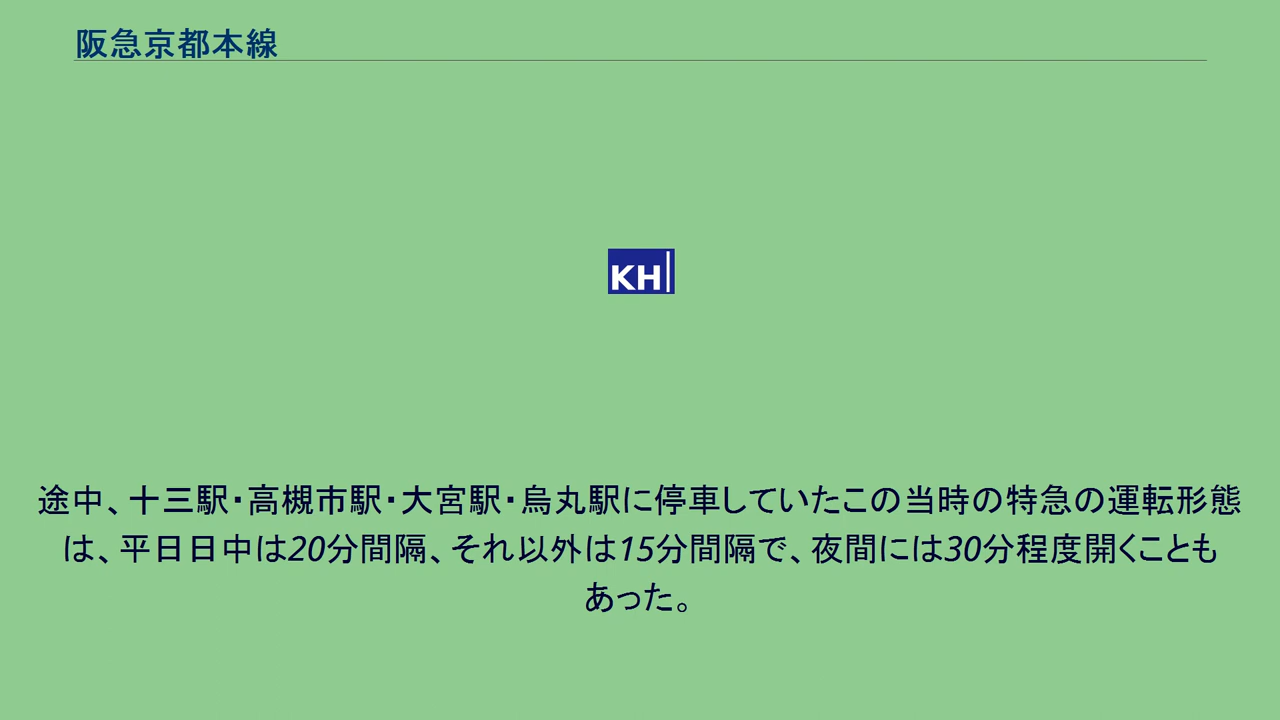 阪急京都本線
KH
途中、十三駅・高槻市駅・大宮駅・烏丸駅に停車していたこの当時の特急の運転形態
は、平日日中は20分間隔、それ以外は15分間隔で、夜間には30分程度開くことも
あった。